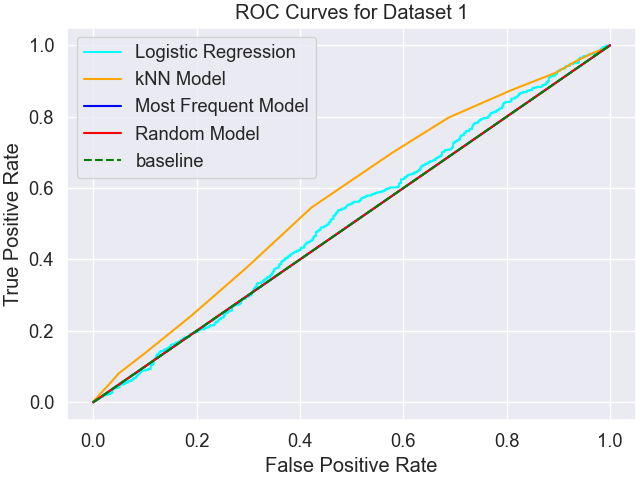 ROC Curves for Dataset 1
1.0
0.8
0.6
0.4
0.2
0.0
True Positive Rate
Logistic Regression
kNN Model
Most Frequent Model
Random Model
baseline
0.0 0.2 0.4 0.6 0.8 1.0
False Positive Rate